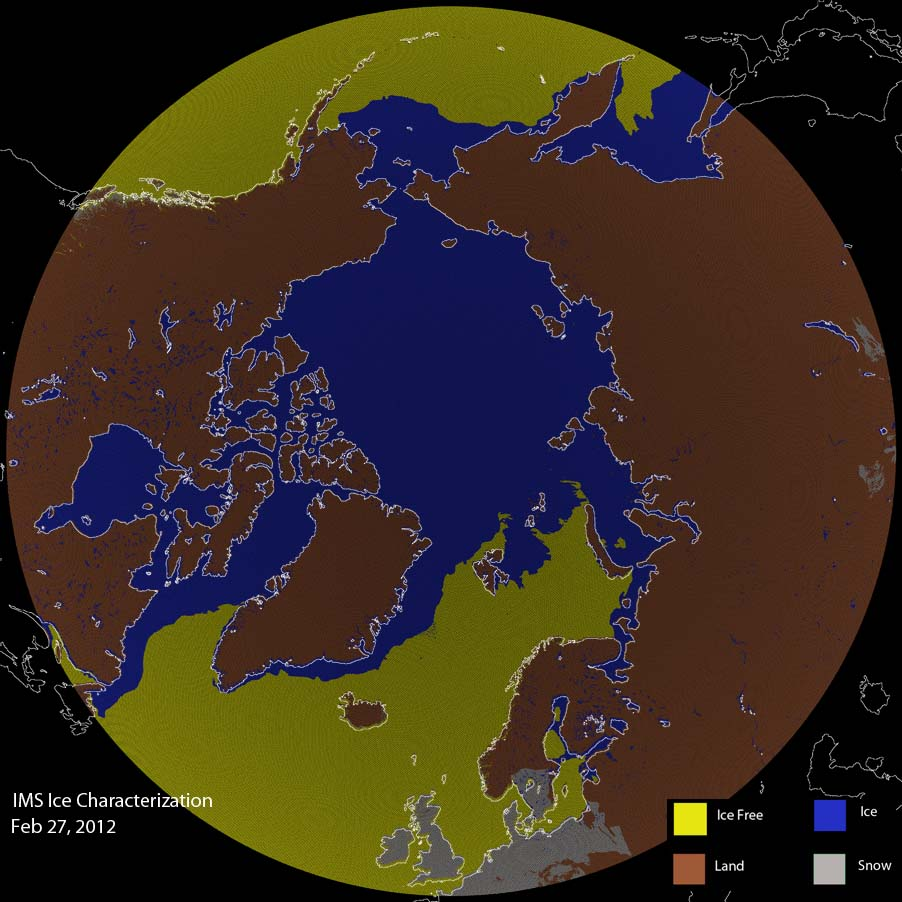 IMS Ice Characterization
Feb 27, 2012
Ice Free
Ice
Land
Snow